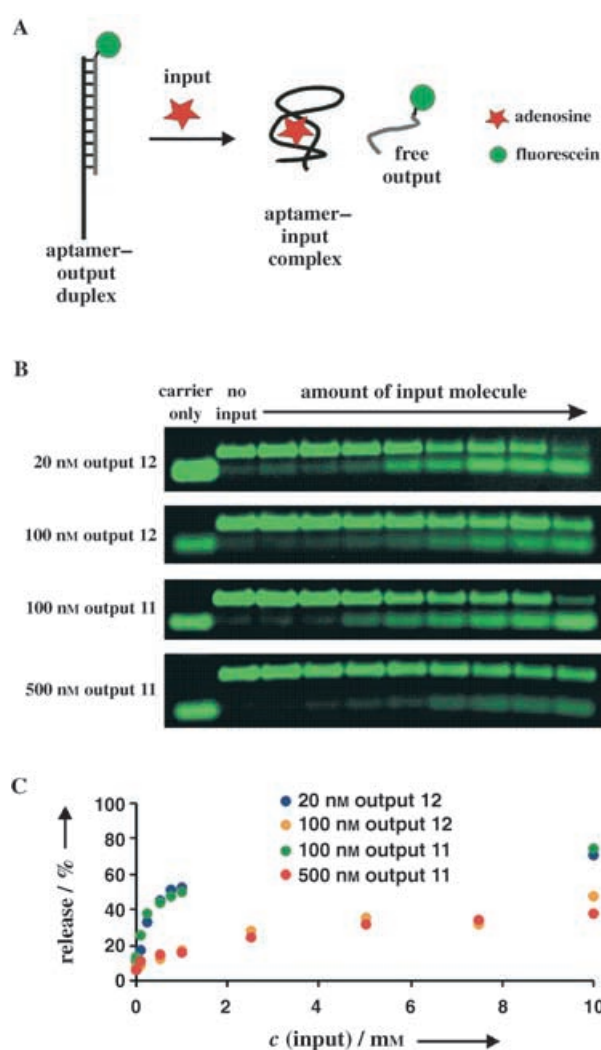 A
input
adenosine
fluorescein
free
output
aptamer–
input
complex
aptamer–
output
duplex
B
carrier
only
no
input
amount of input molecule
20 nM output 12
100 nM output 12
100 nM output 11
500 nM output 11
C
release / %
100
80
60
40
20
0
20 nM output 12
100 nM output 12
100 nM output 11
500 nM output 11
0 2 4 6 8 10
c (input) / mM